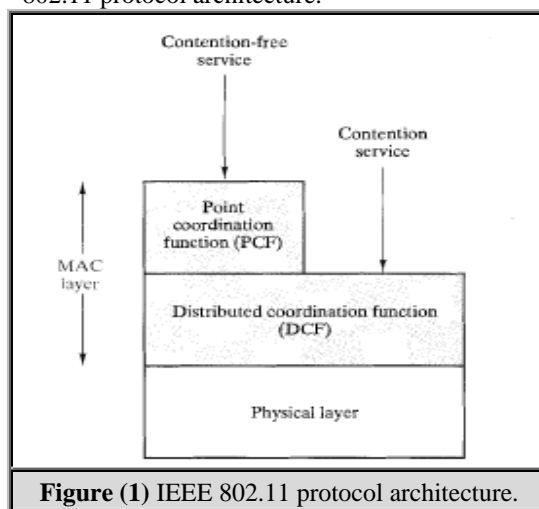 802.11 protocol architecture.
Contention-free
service
Contention
service
Point
coordination
function (PCF)
MAC
layer
Distributed coordination function
(DCF)
Physical layer
Figure (1) IEEE 802.11 protocol architecture.